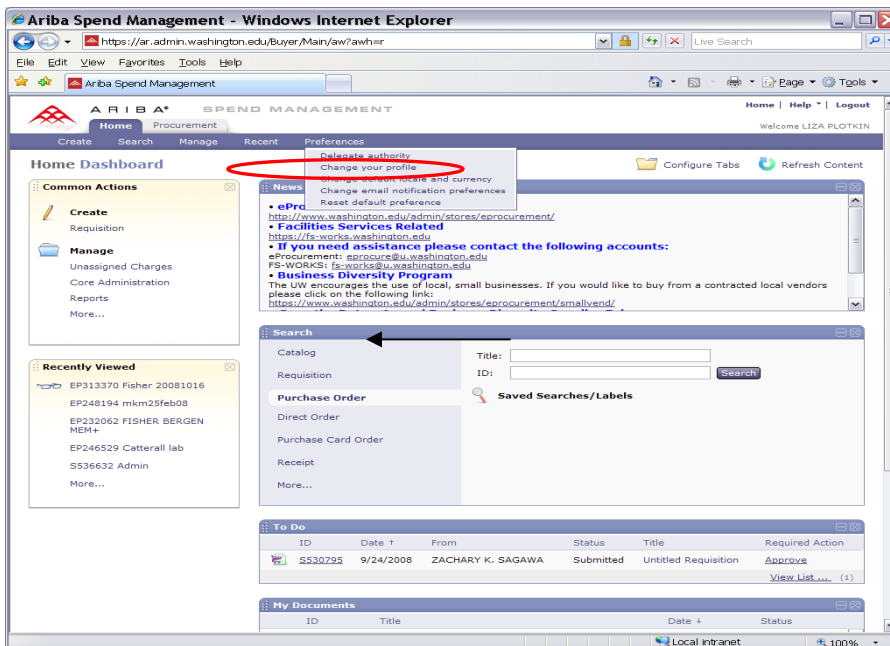 Ariba Spend Management - Windows Internet Explorer
https://ar.admin.washington.edu/Buyer/Main/aw?awh=r
Live Search
File Edit View Favorites Tools Help
Ariba Spend Management
Page Tools
ARIBA SPEND MANAGEMENT
Home | Help | Logout
Home Procurement
Welcome LIZA PLOTKIN
Create Search Manage Recent Preferences
Delegate authority
Change your profile
Change default locale and currency
Change email notification preferences
Reset default preference
Home Dashboard
Configure Tabs Refresh Content
Common Actions
Create
Requisition
Manage
Unassigned Charges
Core Administration
Reports
More...
News
• ePro
http://www.washington.edu/admin/stores/eprocurement/
• Facilities Services Related
https://fs-works.washington.edu
• If you need assistance please contact the following accounts:
eProcurement: eprocure@u.washington.edu
FS-WORKS: fs-works@u.washington.edu
• Business Diversity Program
The UW encourages the use of local, small businesses. If you would like to buy from a contracted local vendors
please click on the following link:
https://www.washington.edu/admin/stores/eprocurement/smallvend/
Search
Catalog
Requisition
Purchase Order
Direct Order
Purchase Card Order
Receipt
More...
Title:
ID:
Search
Saved Searches/Labels
Recently Viewed
EP313370 Fisher 20081016
EP248194 mkm25feb08
EP232062 FISHER BERGEN
MEM+
EP246529 Catterall lab
S536632 Admin
More...
To Do
ID Date ↑ From Status Title Required Action
S530795 9/24/2008 ZACHARY K. SAGAWA Submitted Untitled Requisition Approve
View List ... (1)
My Documents
ID Title Date ↓ Status
Local intranet 100%